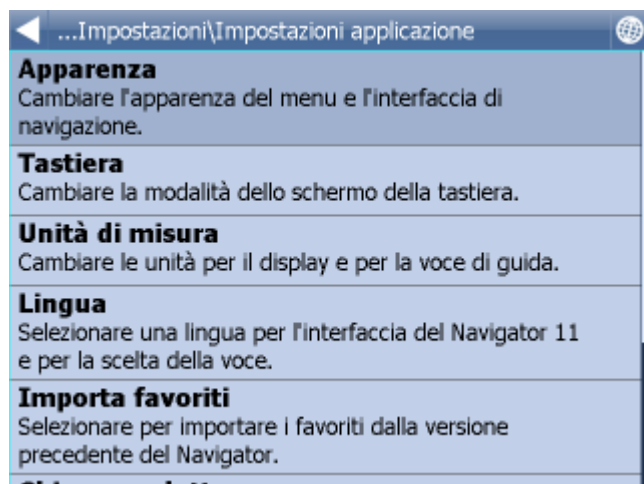 ...Impostazioni\Impostazioni applicazione
Apparenza
Cambiare l'apparenza del menu e l'interfaccia di
navigazione.
Tastiera
Cambiare la modalità dello schermo della tastiera.
Unità di misura
Cambiare le unità per il display e per la voce di guida.
Lingua
Selezionare una lingua per l'interfaccia del Navigator 11
e per la scelta della voce.
Importa favoriti
Selezionare per importare i favoriti dalla versione
precedente del Navigator.